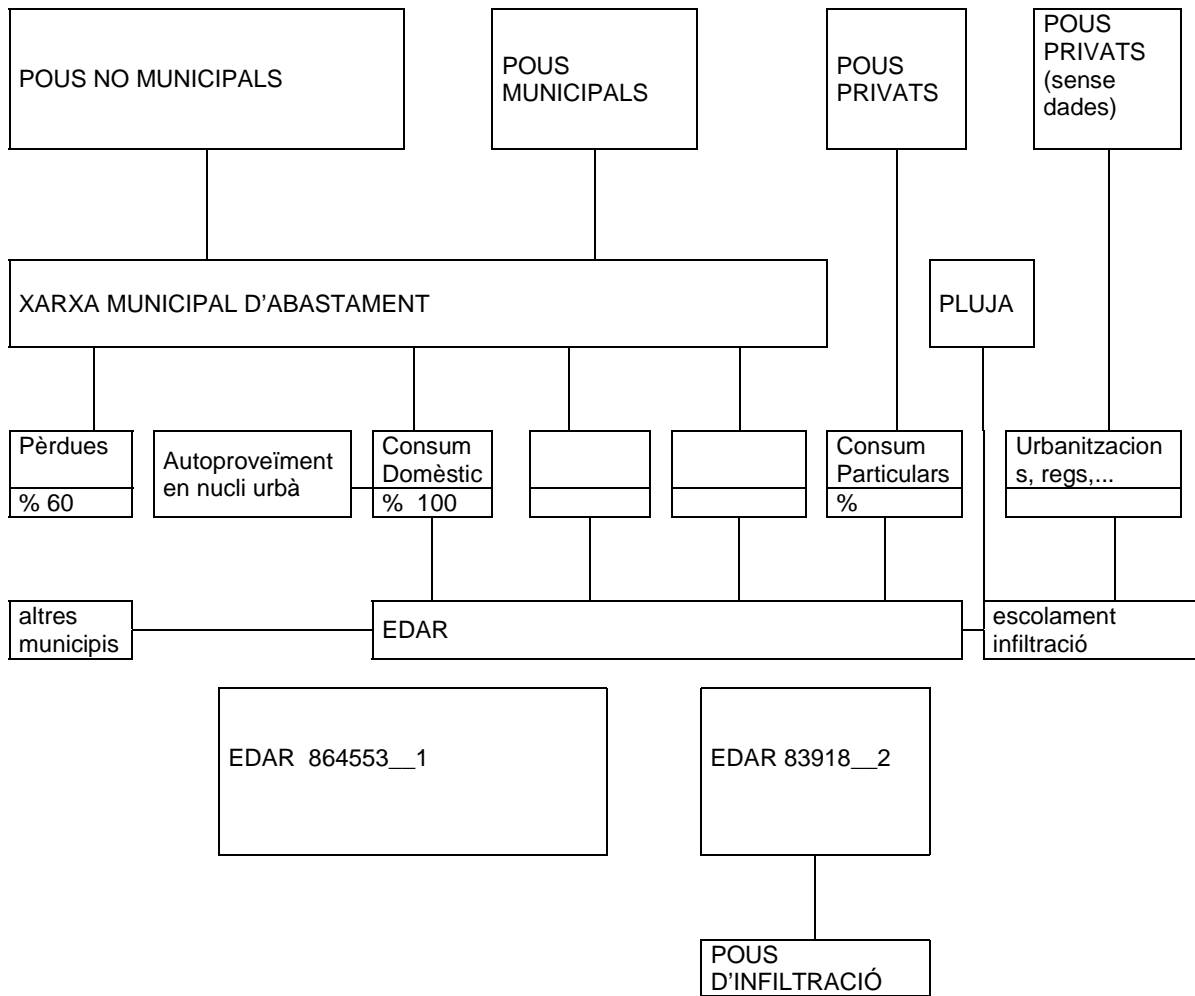 POUS NO MUNICIPALS
POUS
MUNICIPALS
POUS
PRIVATS
POUS
PRIVATS
(sense
dades)
XARXA MUNICIPAL D'ABASTAMENT
PLUJA
Pèrdues
% 60
Autoproveïment
en nucli urbà
Consum
Domèstic
% 100
Consum
Particulars
%
Urbanitzacion
s, regs,...
altres
municipis
EDAR
escolament
infiltració
EDAR 864553__1
EDAR 83918__2
POUS
D'INFILTRACIÓ